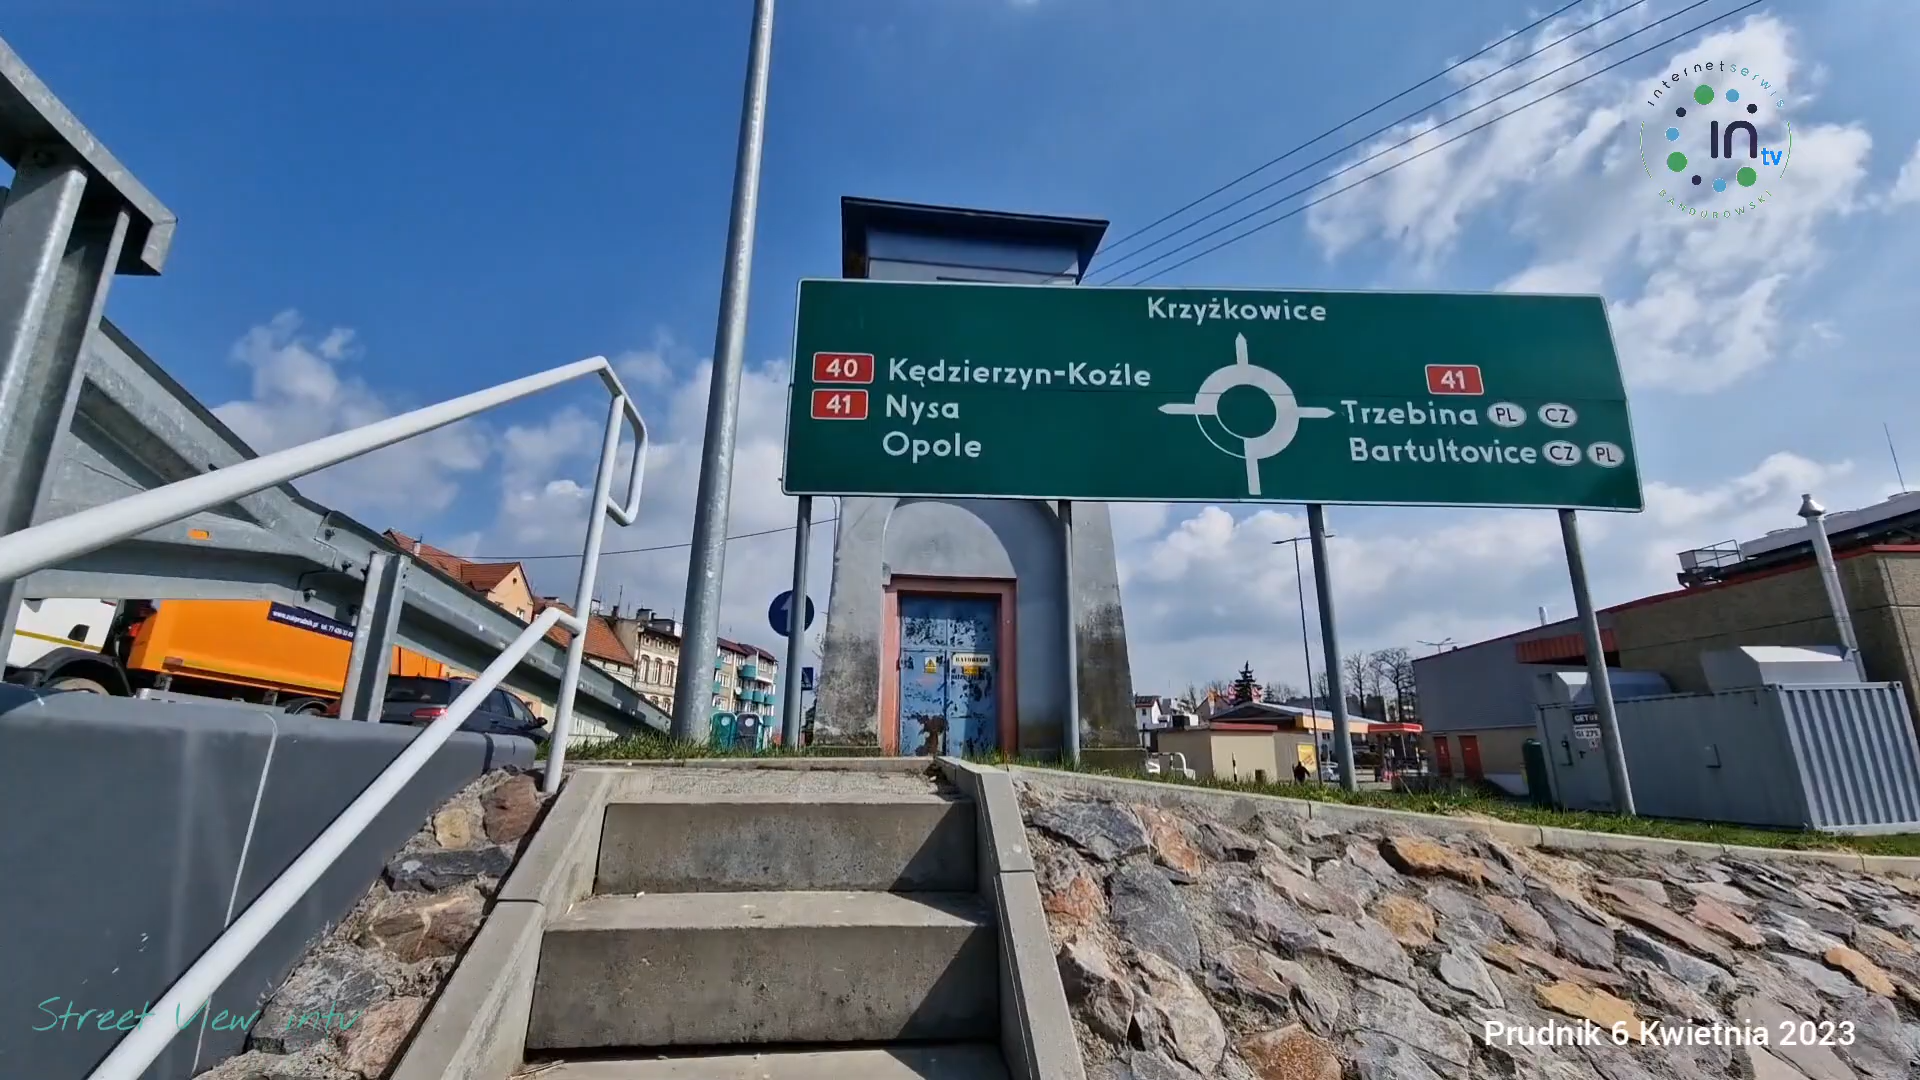 internetserwis
in tv
BANDUROWSKI
Krzyżkowice
40 Kędzierzyn-Koźle
41 Nysa
Opole
41
Trzebina PL CZ
Bartultovice CZ PL
BATOREGO
Street View intv
Prudnik 6 Kwietnia 2023